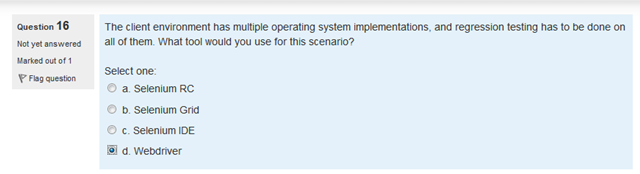 Question 16
Not yet answered
Marked out of 1
Flag question
The client environment has multiple operating system implementations, and regression testing has to be done on
all of them. What tool would you use for this scenario?
Select one:
a. Selenium RC
b. Selenium Grid
c. Selenium IDE
d. Webdriver